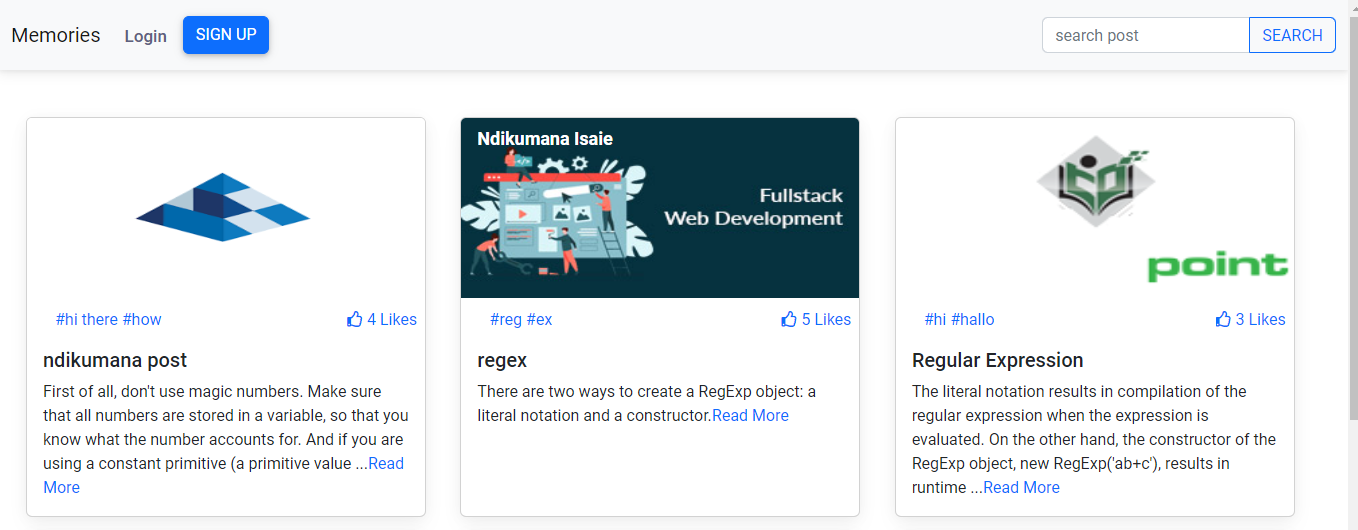 Memories Login SIGN UP search post SEARCH
Ndikumana Isaie
Fullstack
Web Development
point
#hi there #how 4 Likes
ndikumana post
First of all, don't use magic numbers. Make sure
that all numbers are stored in a variable, so that you
know what the number accounts for. And if you are
using a constant primitive (a primitive value ...Read
More
#reg #ex 5 Likes
regex
There are two ways to create a RegExp object: a
literal notation and a constructor.Read More
#hi #hallo 3 Likes
Regular Expression
The literal notation results in compilation of the
regular expression when the expression is
evaluated. On the other hand, the constructor of the
RegExp object, new RegExp('ab+c'), results in
runtime ...Read More